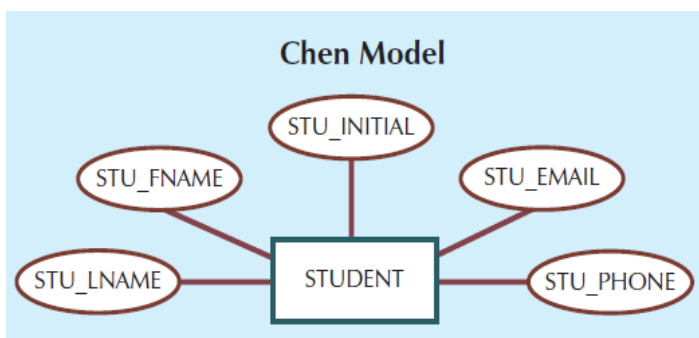 Chen Model
STU_INITIAL
STU_FNAME
STU_EMAIL
STU_LNAME
STUDENT
STU_PHONE